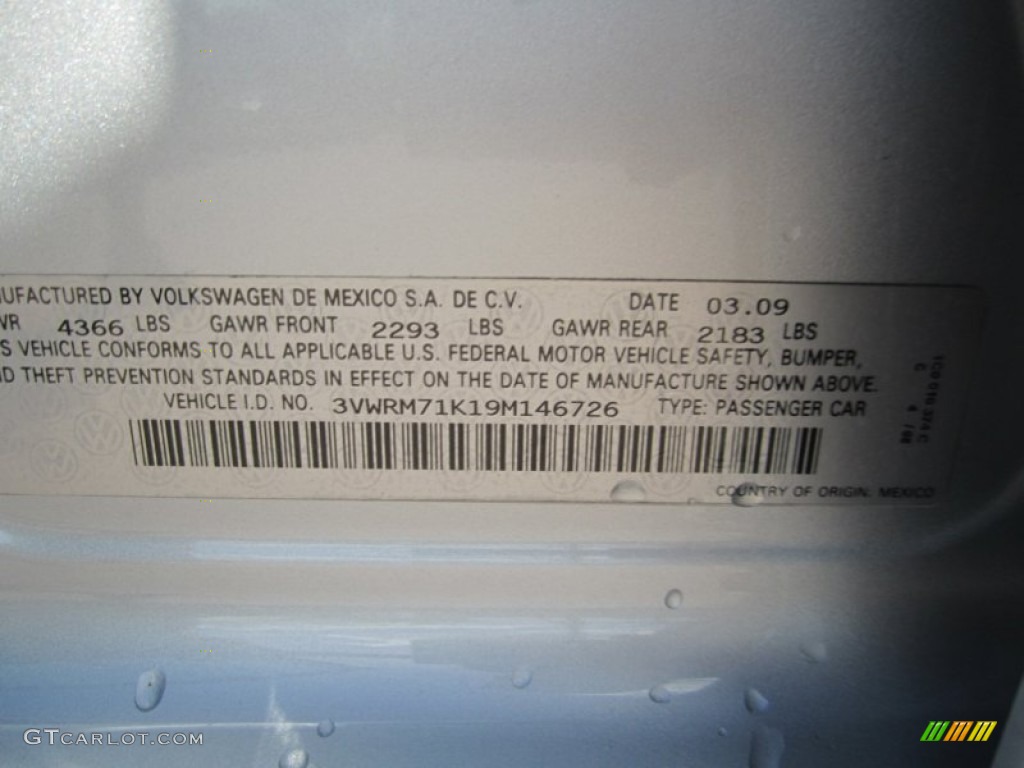 NUFACTURED BY VOLKSWAGEN DE MEXICO S.A. DE C.V. DATE 03.09
WR 4366 LBS GAWR FRONT 2293 LBS GAWR REAR 2183 LBS
S VEHICLE CONFORMS TO ALL APPLICABLE U.S. FEDERAL MOTOR VEHICLE SAFETY, BUMPER,
ND THEFT PREVENTION STANDARDS IN EFFECT ON THE DATE OF MANUFACTURE SHOWN ABOVE.
VEHICLE I.D. NO. 3VWRM71K19M146726 TYPE: PASSENGER CAR
COUNTRY OF ORIGIN: MEXICO
GTCARLOT.COM